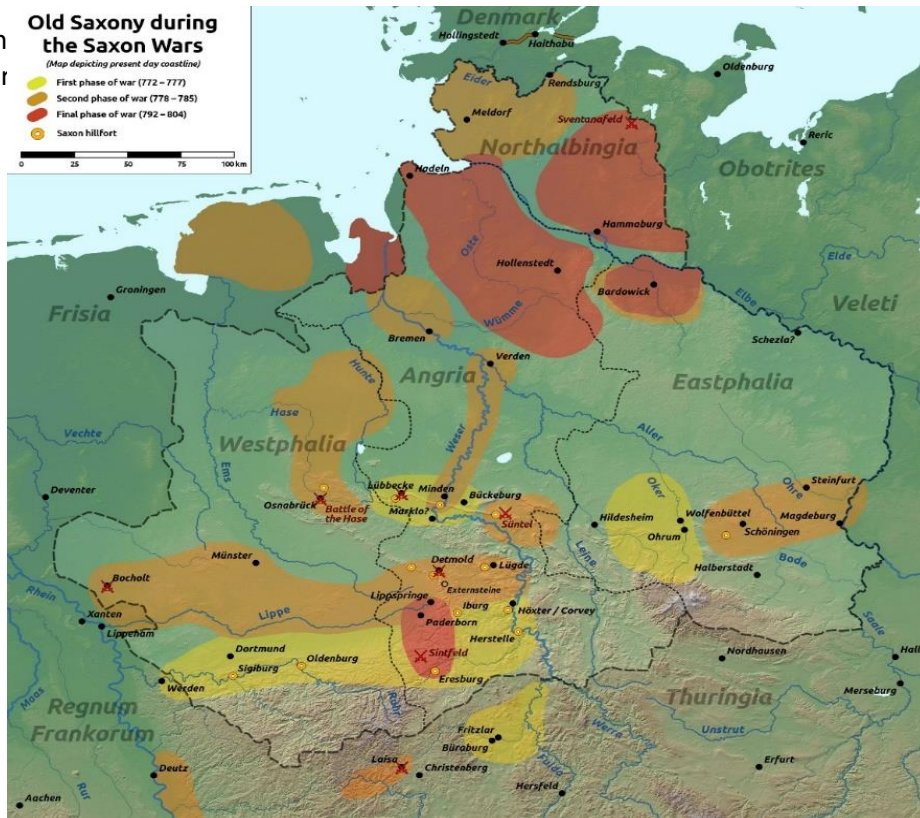 Old Saxony during
the Saxon Wars
(Map depicting present day coastline)
First phase of war (772 – 777)
Second phase of war (778 – 785)
Final phase of war (792 – 804)
Saxon hillfort
0 25 50 75 100 km
Denmark
Hollingstedt
Haithabu
Oldenburg
Eider
Rendsburg
Meldorf
Sventanafeld
Reric
Northalbingia
Obotrites
Hadeln
Hammaburg
Oste
Hollenstedt
Elde
Bardowick
Groningen
Elbe
Veleti
Frisia
Wümme
Bremen
Schezla?
Verden
Hunte
Angria
Eastphalia
Hase
Aller
Westphalia
Weser
Vechte
Ems
Lübbecke
Minden
Oker
Ohre
Steinfurt
Deventer
Bückeburg
Osnabrück
Battle of
the Hase
Marklo?
Süntel
Hildesheim
Wolfenbüttel
Magdeburg
Ohrum
Schöningen
Leine
Bode
Münster
Detmold
Lügde
Halberstadt
Bocholt
Externsteine
Rhein
Lippe
Lippspringe
Iburg
Höxter / Corvey
Xanten
Paderborn
Saale
Lippeham
Herstelle
Dortmund
Oldenburg
Sintfeld
Nordhausen
Hall
Sigiburg
Eresburg
Werden
Merseburg
Maas
Ruhr
Thuringia
Regnum
Frankorum
Fritzlar
Werra
Unstrut
Büraburg
Laisa
Fulda
Erfurt
Deutz
Christenberg
Hersfeld
Rur
Aachen